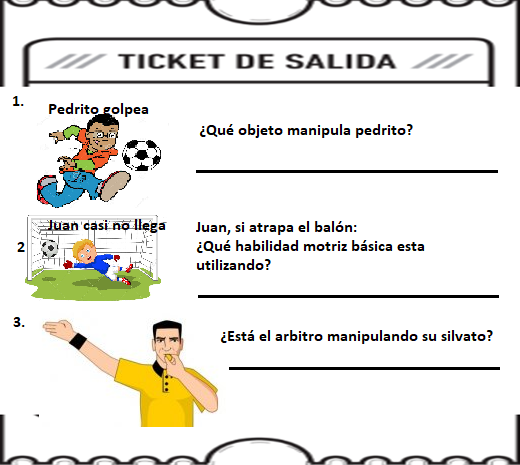 /// TICKET DE SALIDA ///
1.
Pedrito golpea
¿Qué objeto manipula pedrito?
Juan casi no llega
2
Juan, si atrapa el balón:
¿Qué habilidad motriz básica esta
utilizando?
3.
¿Está el arbitro manipulando su silvato?